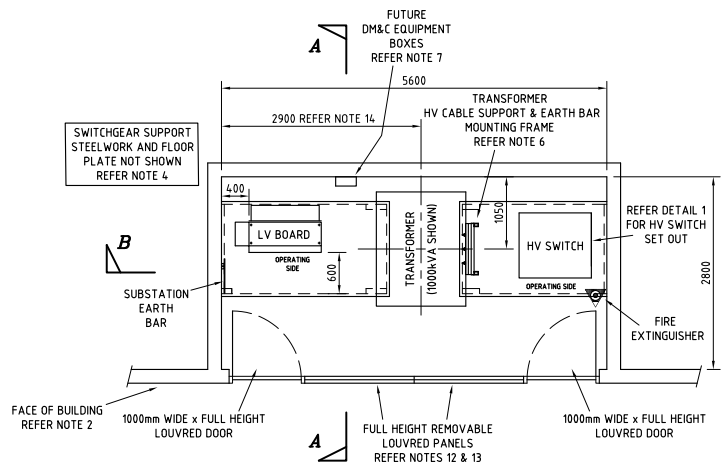 FUTURE
DM&C EQUIPMENT
BOXES
REFER NOTE 7
A
5600
2900 REFER NOTE 14
TRANSFORMER
HV CABLE SUPPORT & EARTH BAR
MOUNTING FRAME
REFER NOTE 6
SWITCHGEAR SUPPORT
STEELWORK AND FLOOR
PLATE NOT SHOWN
REFER NOTE 4
400
1050
REFER DETAIL 1
FOR HV SWITCH
SET OUT
LV BOARD
OPERATING
SIDE
600
TRANSFORMER
(1000kVA SHOWN)
HV SWITCH
OPERATING SIDE
2800
B
SUBSTATION
EARTH
BAR
FIRE
EXTINGUISHER
FACE OF BUILDING
REFER NOTE 2
1000mm WIDE x FULL HEIGHT
LOUVRED DOOR
A
FULL HEIGHT REMOVABLE
LOUVRED PANELS
REFER NOTES 12 & 13
1000mm WIDE x FULL HEIGHT
LOUVRED DOOR